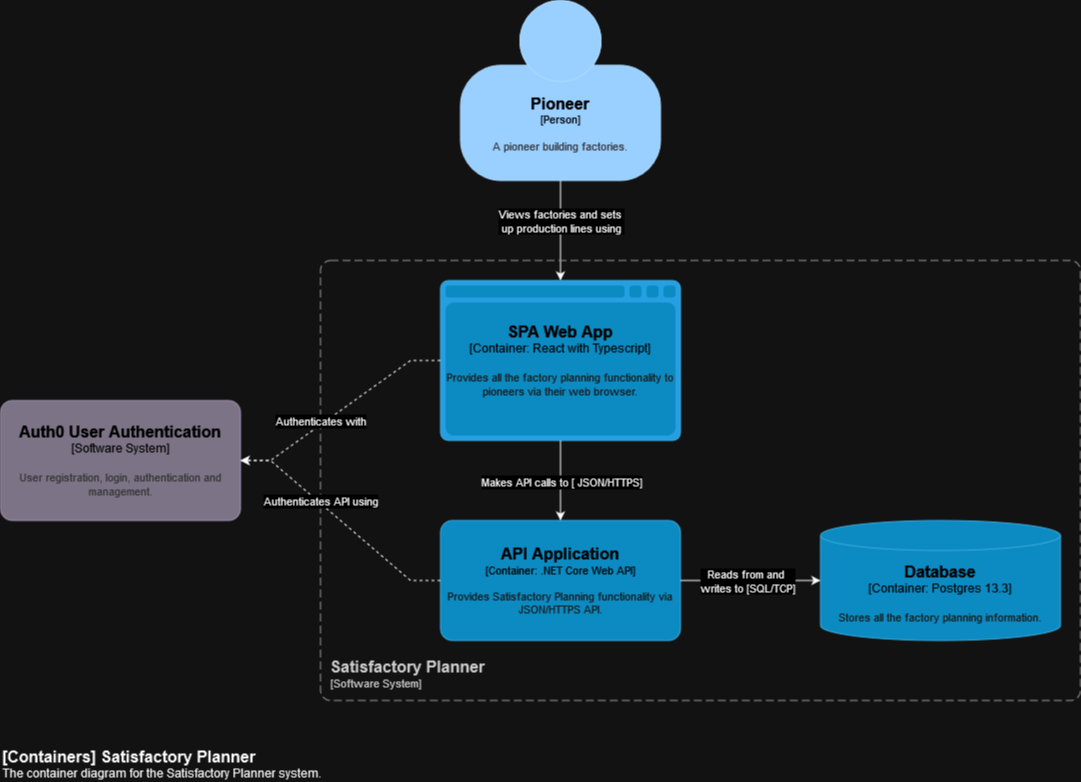 Pioneer
[Person]
A pioneer building factories.
Views factories and sets
up production lines using
SPA Web App
[Container: React with Typescript]
Provides all the factory planning functionality to
pioneers via their web browser.
Authenticates with
Auth0 User Authentication
[Software System]
User registration, login, authentication and
management.
Makes API calls to [ JSON/HTTPS]
Authenticates API using
API Application
[Container: .NET Core Web API]
Provides Satisfactory Planning functionality via
JSON/HTTPS API.
Reads from and
writes to [SQL/TCP]
Database
[Container: Postgres 13.3]
Stores all the factory planning information.
Satisfactory Planner
[Software System]
[Containers] Satisfactory Planner
The container diagram for the Satisfactory Planner system.